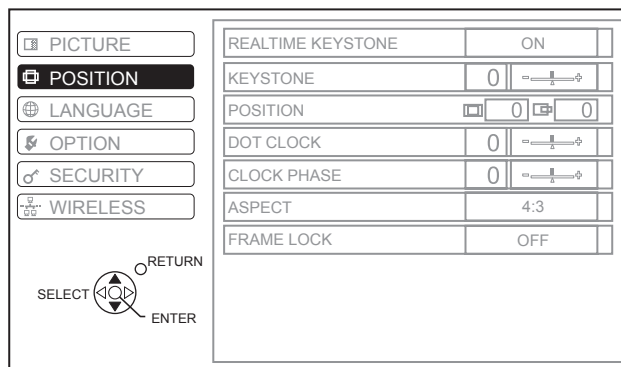 PICTURE
POSITION
LANGUAGE
OPTION
SECURITY
WIRELESS
RETURN
SELECT
ENTER
REALTIME KEYSTONE ON
KEYSTONE 0
POSITION 0 0
DOT CLOCK 0
CLOCK PHASE 0
ASPECT 4:3
FRAME LOCK OFF